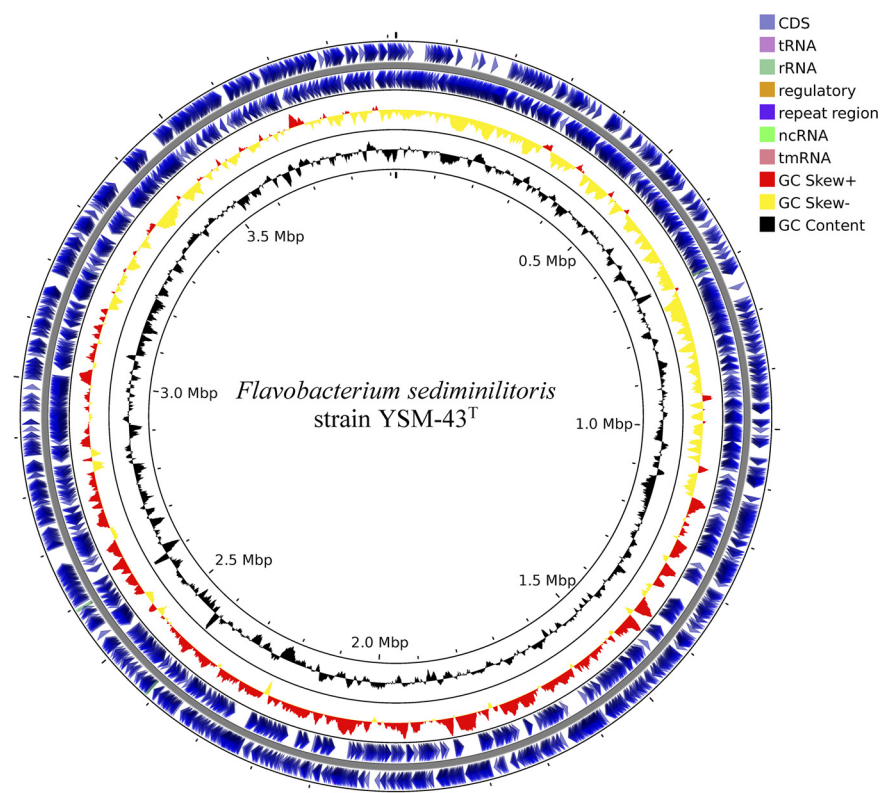 CDS
tRNA
rRNA
regulatory
repeat region
ncRNA
tmRNA
GC Skew+
GC Skew-
GC Content
3.5 Mbp
0.5 Mbp
3.0 Mbp
Flavobacterium sediminilitoris
strain YSM-43ᵀ
1.0 Mbp
2.5 Mbp
1.5 Mbp
2.0 Mbp